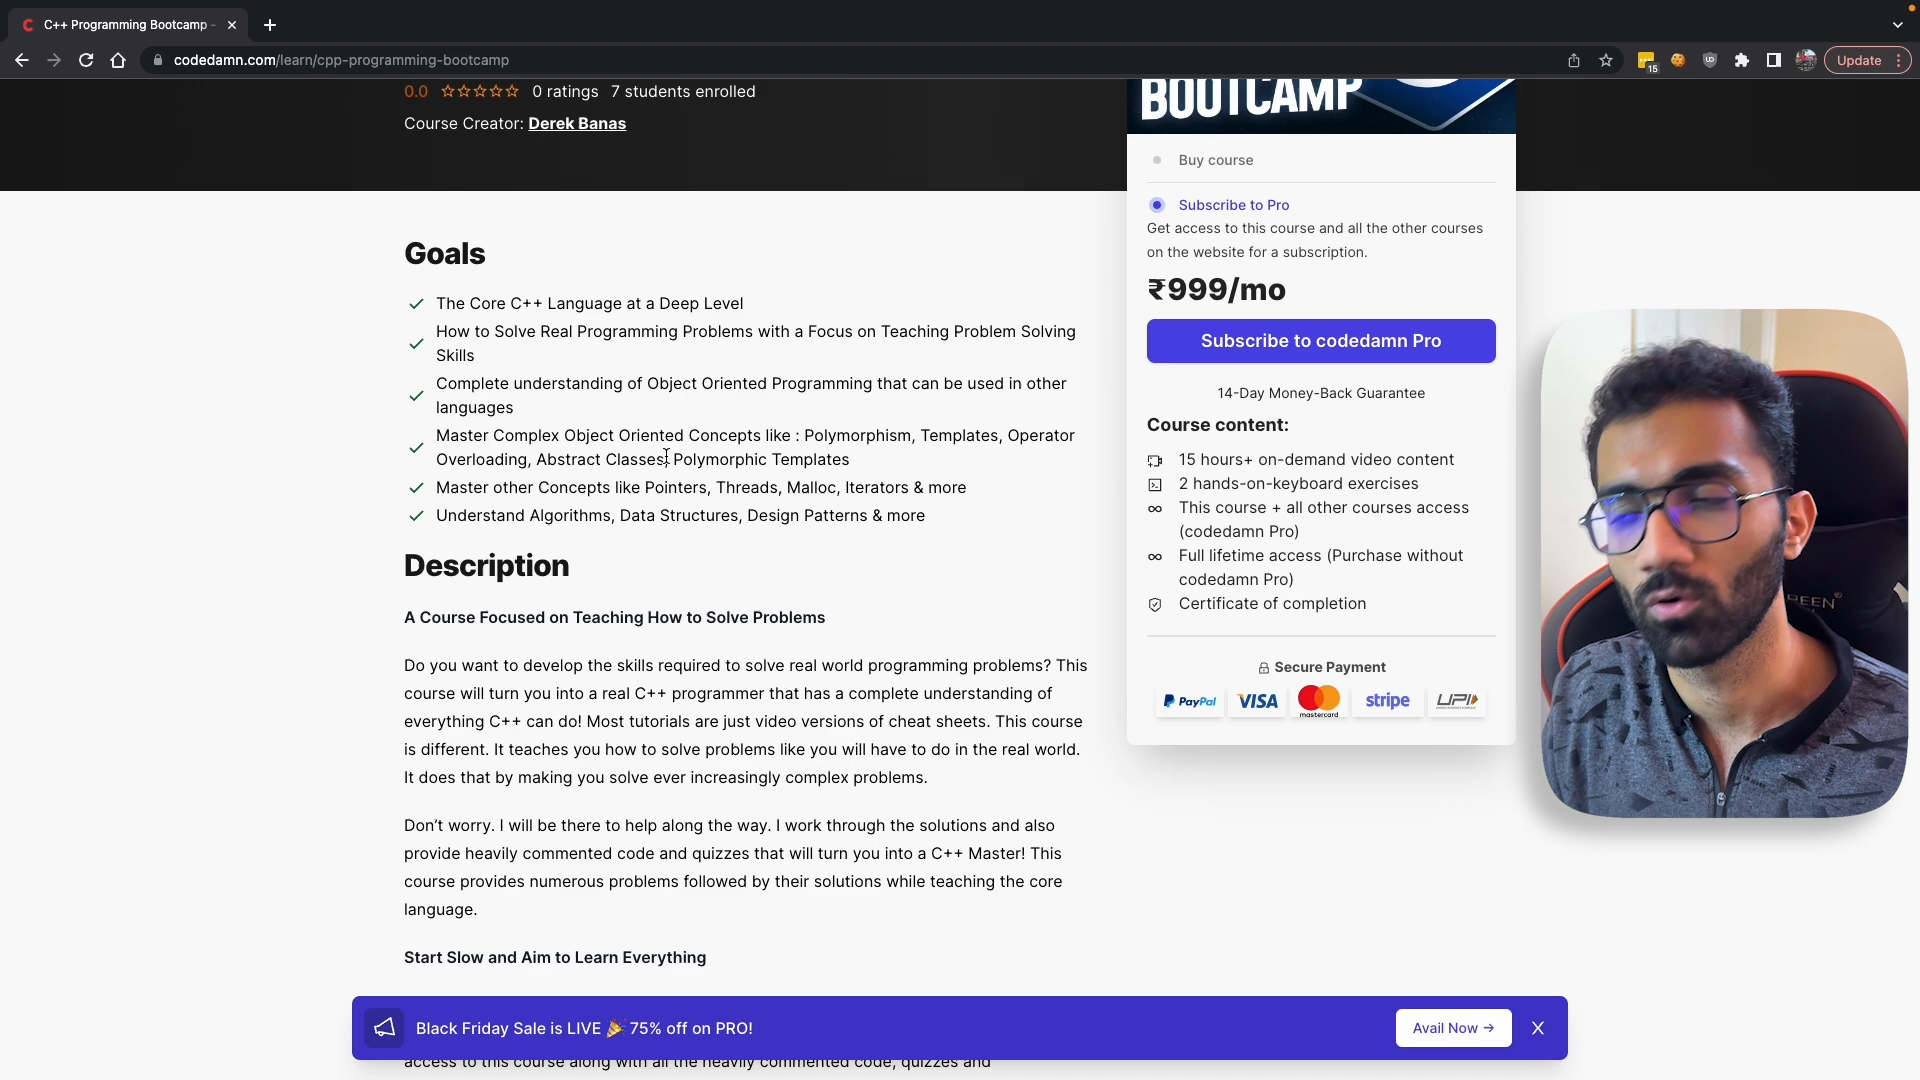 C++ Programming Bootcamp -
codedamn.com/learn/cpp-programming-bootcamp
15
Update
0.0 0 ratings 7 students enrolled
Course Creator: Derek Banas
BOOTCAMP
Buy course
Subscribe to Pro
Get access to this course and all the other courses
on the website for a subscription.
₹999/mo
Subscribe to codedamn Pro
14-Day Money-Back Guarantee
Course content:
15 hours+ on-demand video content
2 hands-on-keyboard exercises
This course + all other courses access
(codedamn Pro)
Full lifetime access (Purchase without
codedamn Pro)
Certificate of completion
Secure Payment
PayPal VISA mastercard stripe UPI
Goals
The Core C++ Language at a Deep Level
How to Solve Real Programming Problems with a Focus on Teaching Problem Solving
Skills
Complete understanding of Object Oriented Programming that can be used in other
languages
Master Complex Object Oriented Concepts like : Polymorphism, Templates, Operator
Overloading, Abstract Classes, Polymorphic Templates
Master other Concepts like Pointers, Threads, Malloc, Iterators & more
Understand Algorithms, Data Structures, Design Patterns & more
Description
A Course Focused on Teaching How to Solve Problems
Do you want to develop the skills required to solve real world programming problems? This
course will turn you into a real C++ programmer that has a complete understanding of
everything C++ can do! Most tutorials are just video versions of cheat sheets. This course
is different. It teaches you how to solve problems like you will have to do in the real world.
It does that by making you solve ever increasingly complex problems.
Don't worry. I will be there to help along the way. I work through the solutions and also
provide heavily commented code and quizzes that will turn you into a C++ Master! This
course provides numerous problems followed by their solutions while teaching the core
language.
Start Slow and Aim to Learn Everything
Black Friday Sale is LIVE 🎉 75% off on PRO!
Avail Now →
access to this course along with all the heavily commented code, quizzes and